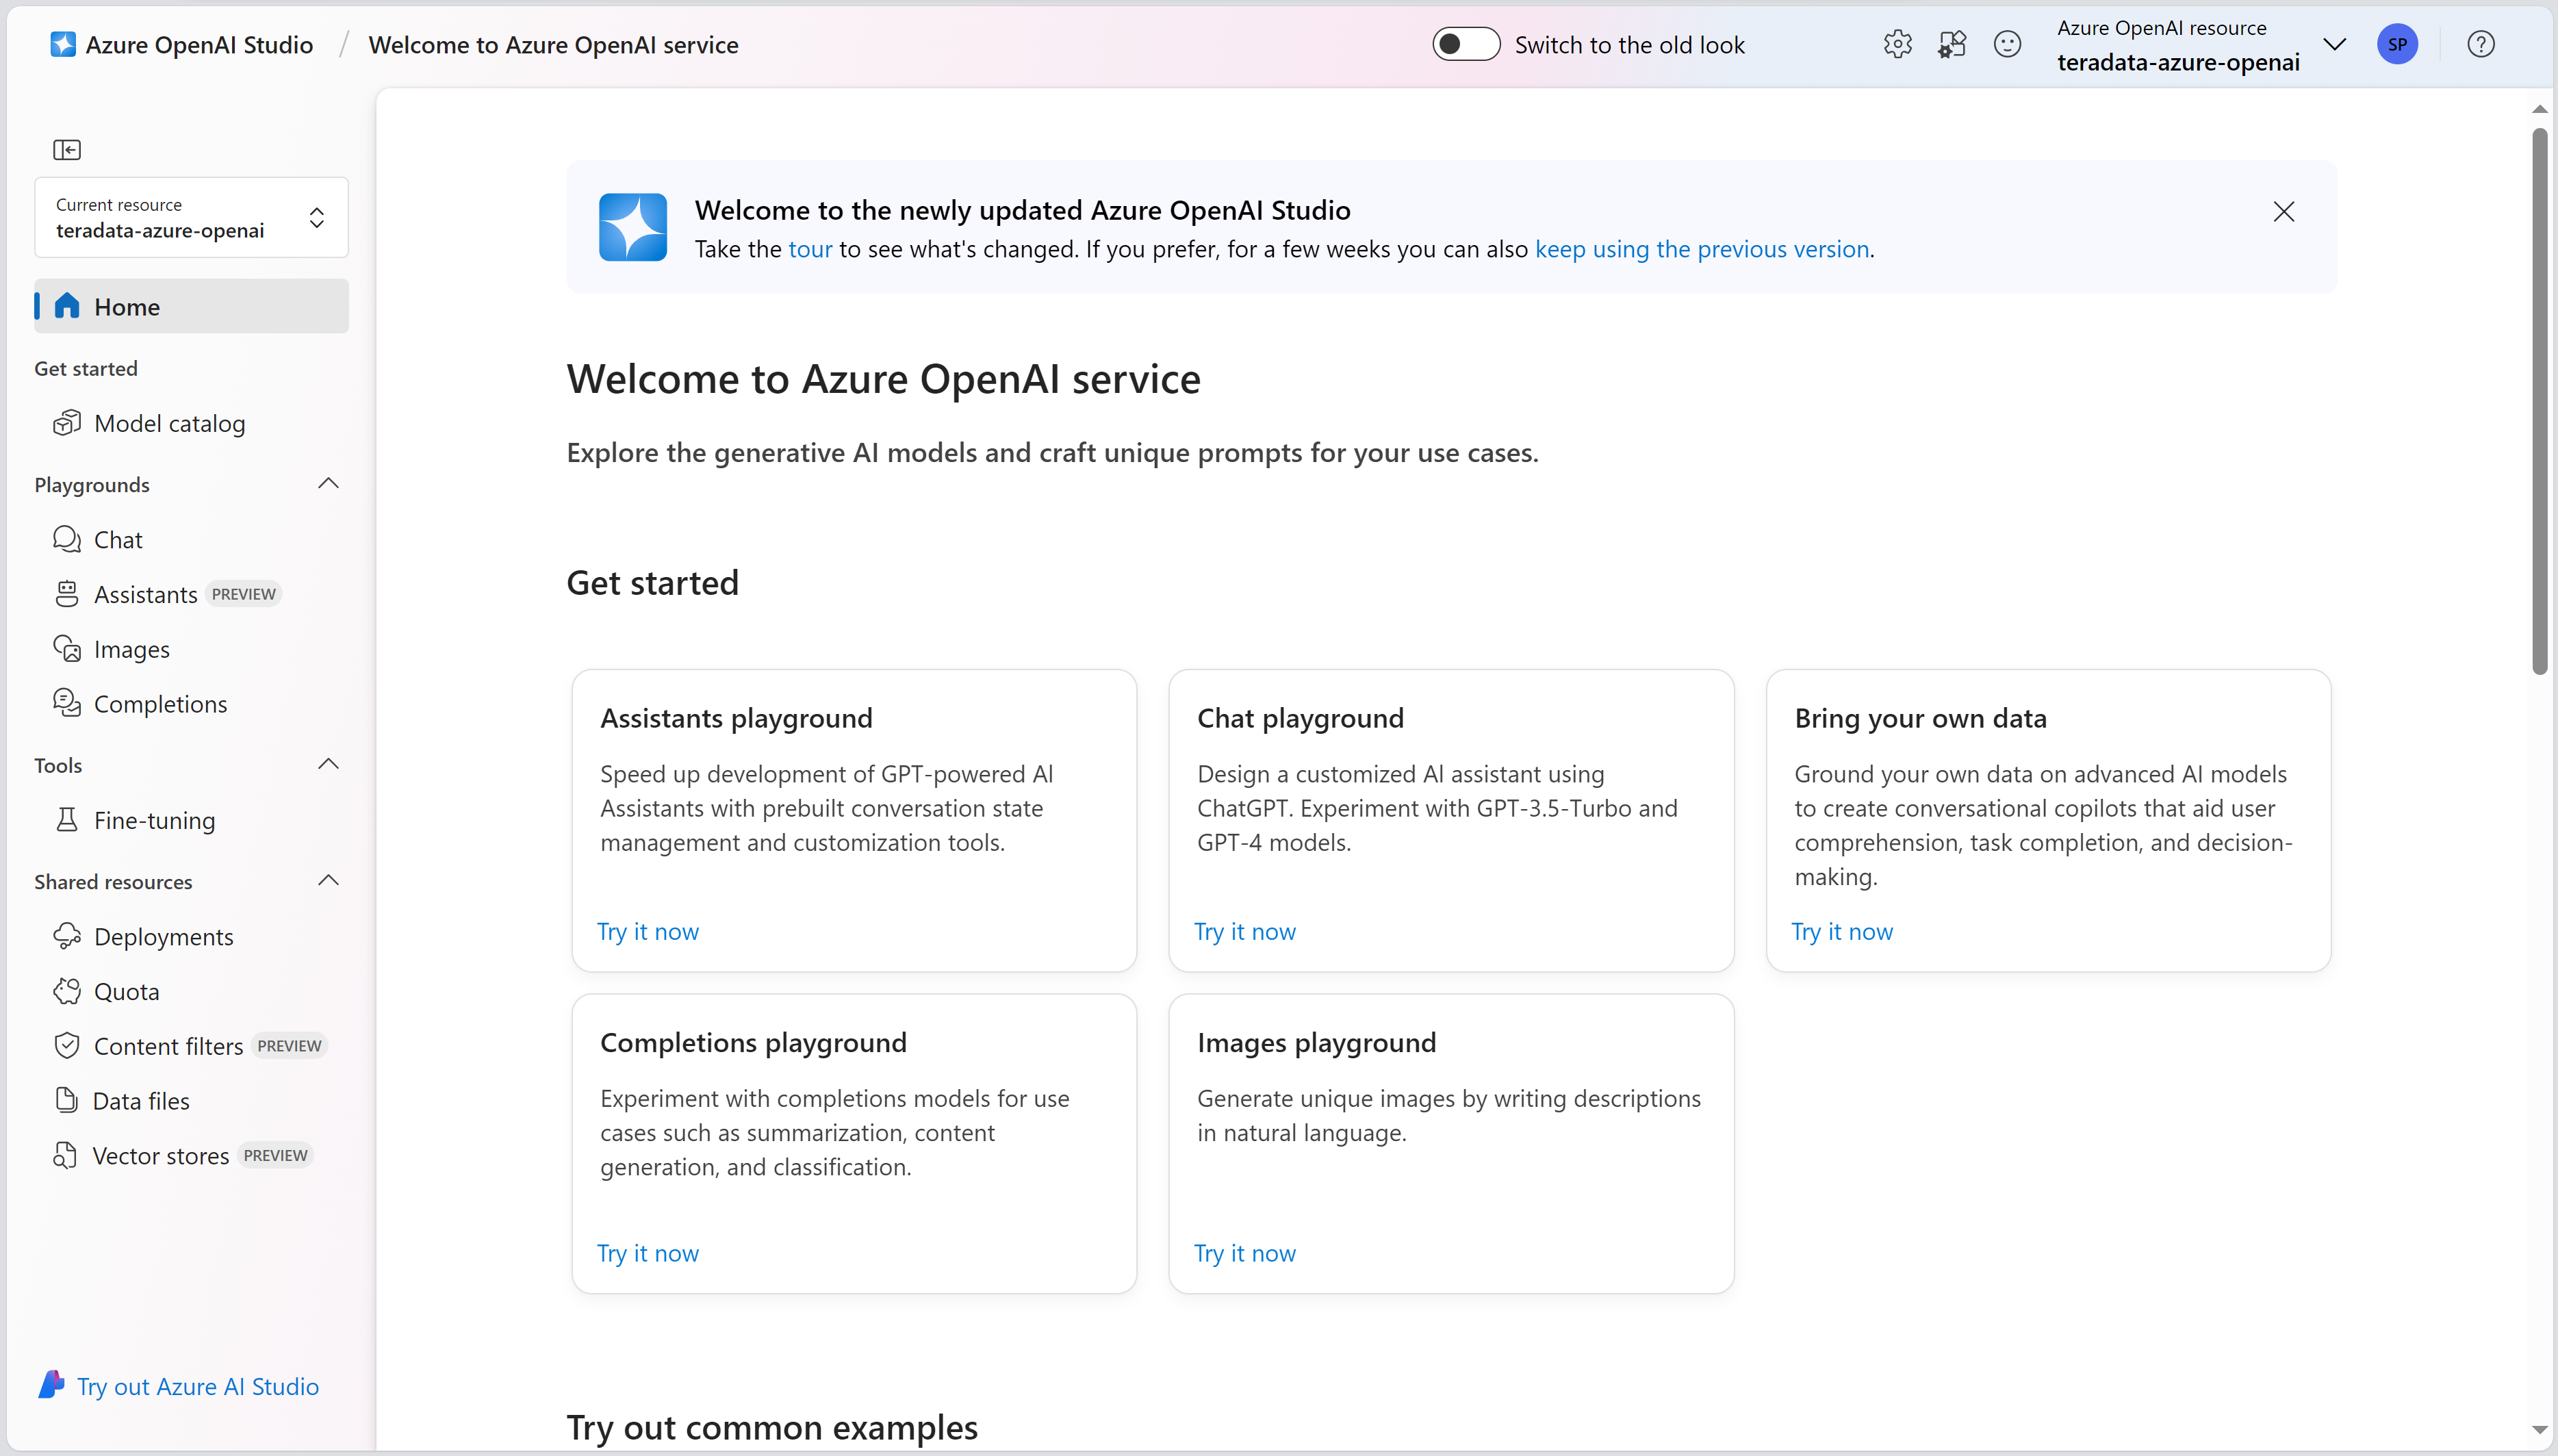 Azure OpenAI Studio / Welcome to Azure OpenAI service
Switch to the old look
Azure OpenAI resource
teradata-azure-openai
SP
Current resource
teradata-azure-openai
Home
Get started
Model catalog
Playgrounds
Chat
Assistants PREVIEW
Images
Completions
Tools
Fine-tuning
Shared resources
Deployments
Quota
Content filters PREVIEW
Data files
Vector stores PREVIEW
Try out Azure AI Studio
Welcome to the newly updated Azure OpenAI Studio
Take the tour to see what's changed. If you prefer, for a few weeks you can also keep using the previous version.
Welcome to Azure OpenAI service
Explore the generative AI models and craft unique prompts for your use cases.
Get started
Assistants playground
Speed up development of GPT-powered AI
Assistants with prebuilt conversation state
management and customization tools.
Try it now
Chat playground
Design a customized AI assistant using
ChatGPT. Experiment with GPT-3.5-Turbo and
GPT-4 models.
Try it now
Bring your own data
Ground your own data on advanced AI models
to create conversational copilots that aid user
comprehension, task completion, and decision-
making.
Try it now
Completions playground
Experiment with completions models for use
cases such as summarization, content
generation, and classification.
Try it now
Images playground
Generate unique images by writing descriptions
in natural language.
Try it now
Try out common examples